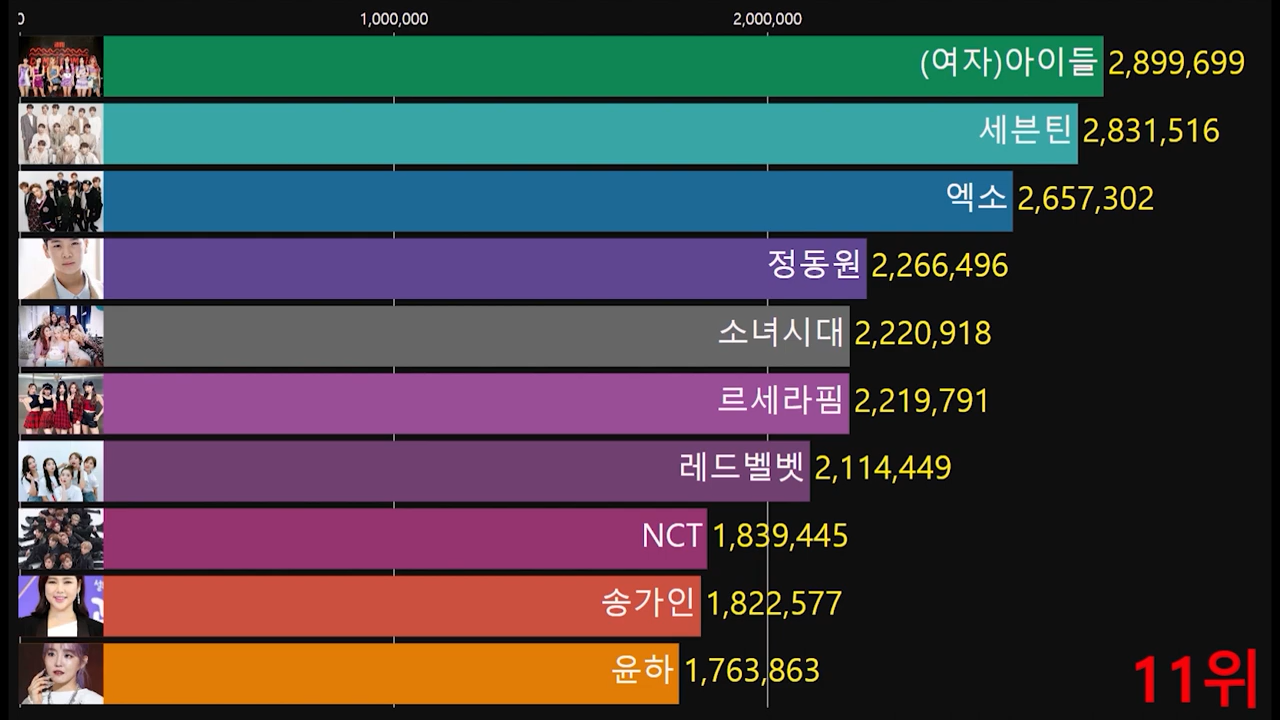 0 1,000,000 2,000,000
(여자)아이들 2,899,699
세븐틴 2,831,516
엑소 2,657,302
정동원 2,266,496
소녀시대 2,220,918
르세라핌 2,219,791
레드벨벳 2,114,449
NCT 1,839,445
송가인 1,822,577
윤하 1,763,863
11위